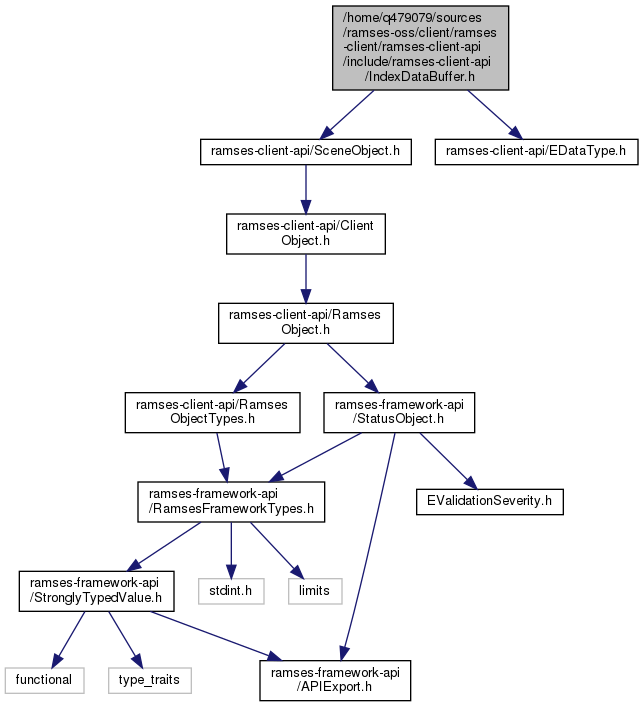 /home/q479079/sources
/ramses-oss/client/ramses
-client/ramses-client-api
/include/ramses-client-api
/IndexDataBuffer.h
ramses-client-api/SceneObject.h
ramses-client-api/EDataType.h
ramses-client-api/Client
Object.h
ramses-client-api/Ramses
Object.h
ramses-client-api/Ramses
ObjectTypes.h
ramses-framework-api
/StatusObject.h
ramses-framework-api
/RamsesFrameworkTypes.h
EValidationSeverity.h
ramses-framework-api
/StronglyTypedValue.h
stdint.h
limits
functional
type_traits
ramses-framework-api
/APIExport.h